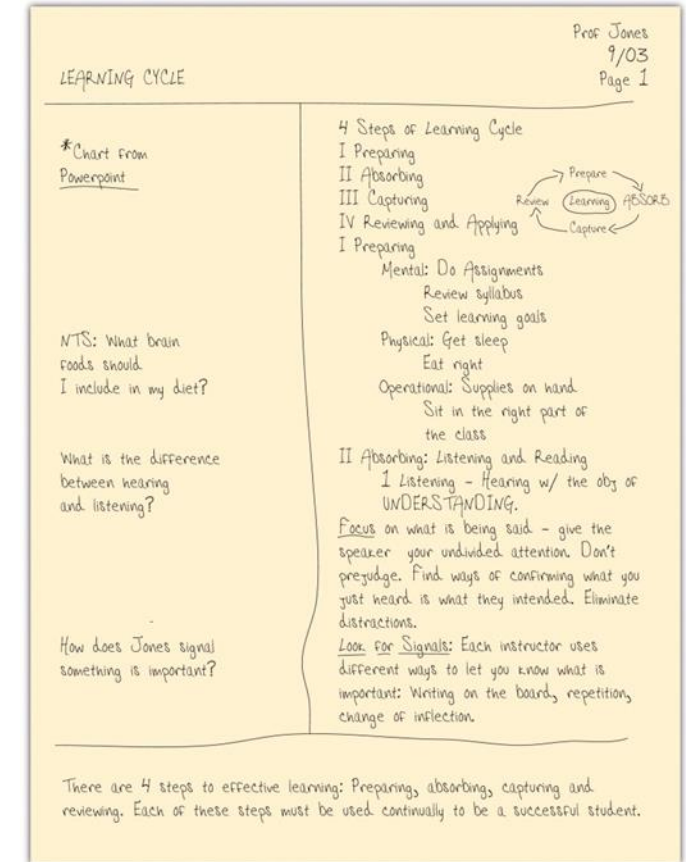 Prof Jones
9/03
LEARNING CYCLE
Page 1
*Chart from
Powerpoint
NTS: What brain
foods should
I include in my diet?
What is the difference
between hearing
and listening?
How does Jones signal
something is important?
4 Steps of Learning Cycle
I Preparing
II Absorbing
III Capturing
IV Reviewing and Applying
Prepare
Review
Learning
ABSORB
Capture
I Preparing
Mental: Do Assignments
Review syllabus
Set learning goals
Physical: Get sleep
Eat right
Operational: Supplies on hand
Sit in the right part of
the class
II Absorbing: Listening and Reading
1 Listening - Hearing w/ the obj of
UNDERSTANDING.
Focus on what is being said - give the
speaker your undivided attention. Don't
prejudge. Find ways of confirming what you
just heard is what they intended. Eliminate
distractions.
Look for Signals: Each instructor uses
different ways to let you know what is
important: Writing on the board, repetition,
change of inflection.
There are 4 steps to effective learning: Preparing, absorbing, capturing and
reviewing. Each of these steps must be used continually to be a successful student.